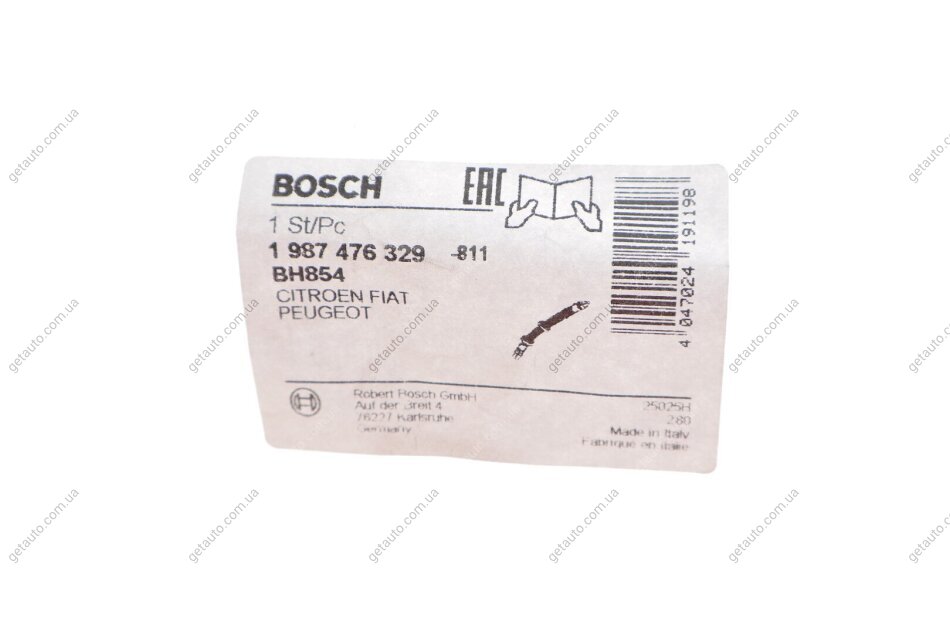 BOSCH
EAC
1 St/Pc
1 987 476 329 -811
BH854
CITROEN FIAT
PEUGEOT
4 047024 191198
Robert Bosch GmbH
Auf der Breit 4
76227 Karlsruhe
Germany
25025H
280
Made in Italy
Fabriqué en Italie
getauto.com.ua